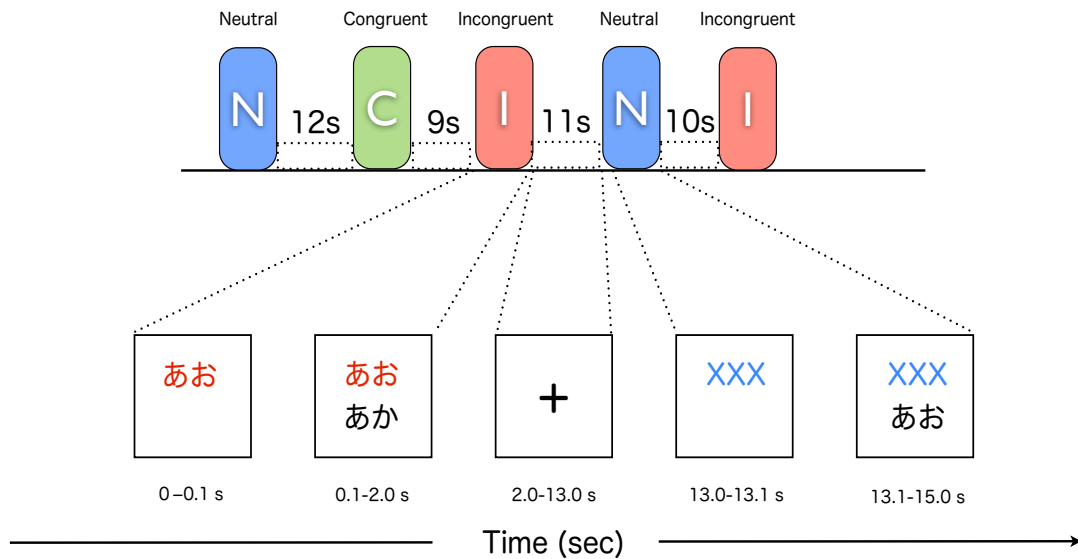 Neutral Congruent Incongruent Neutral Incongruent
N C I N I
12s 9s 11s 10s
あお あお + XXX XXX
あか あお
0–0.1 s 0.1-2.0 s 2.0-13.0 s 13.0-13.1 s 13.1-15.0 s
Time (sec)